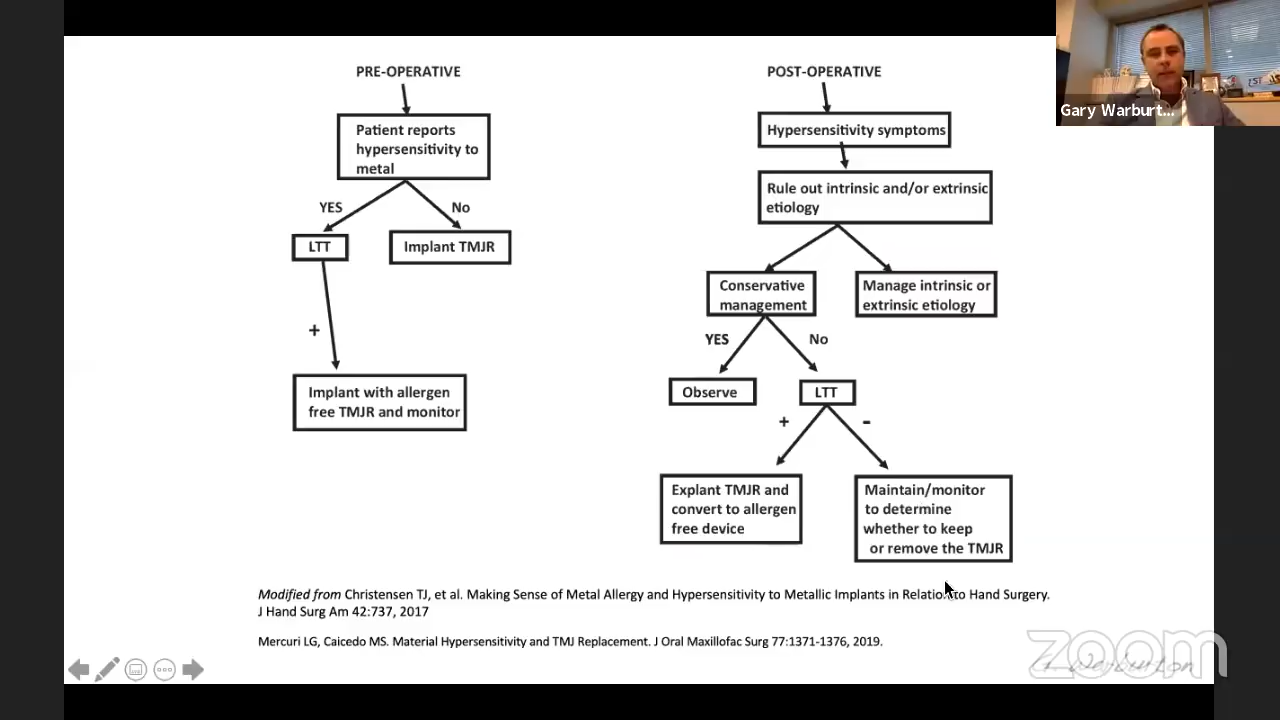 PRE-OPERATIVE
Patient reports
hypersensitivity to
metal
YES
No
LTT
Implant TMJR
+
Implant with allergen
free TMJR and monitor
POST-OPERATIVE
Hypersensitivity symptoms
Rule out intrinsic and/or extrinsic
etiology
Conservative
management
Manage intrinsic or
extrinsic etiology
YES
No
Observe
LTT
+
-
Explant TMJR and
convert to allergen
free device
Maintain/monitor
to determine
whether to keep
or remove the TMJR
Modified from Christensen TJ, et al. Making Sense of Metal Allergy and Hypersensitivity to Metallic Implants in Relation to Hand Surgery.
J Hand Surg Am 42:737, 2017
Mercuri LG, Caicedo MS. Material Hypersensitivity and TMJ Replacement. J Oral Maxillofac Surg 77:1371-1376, 2019.
Gary Warburt...
zoom
G. Warburton